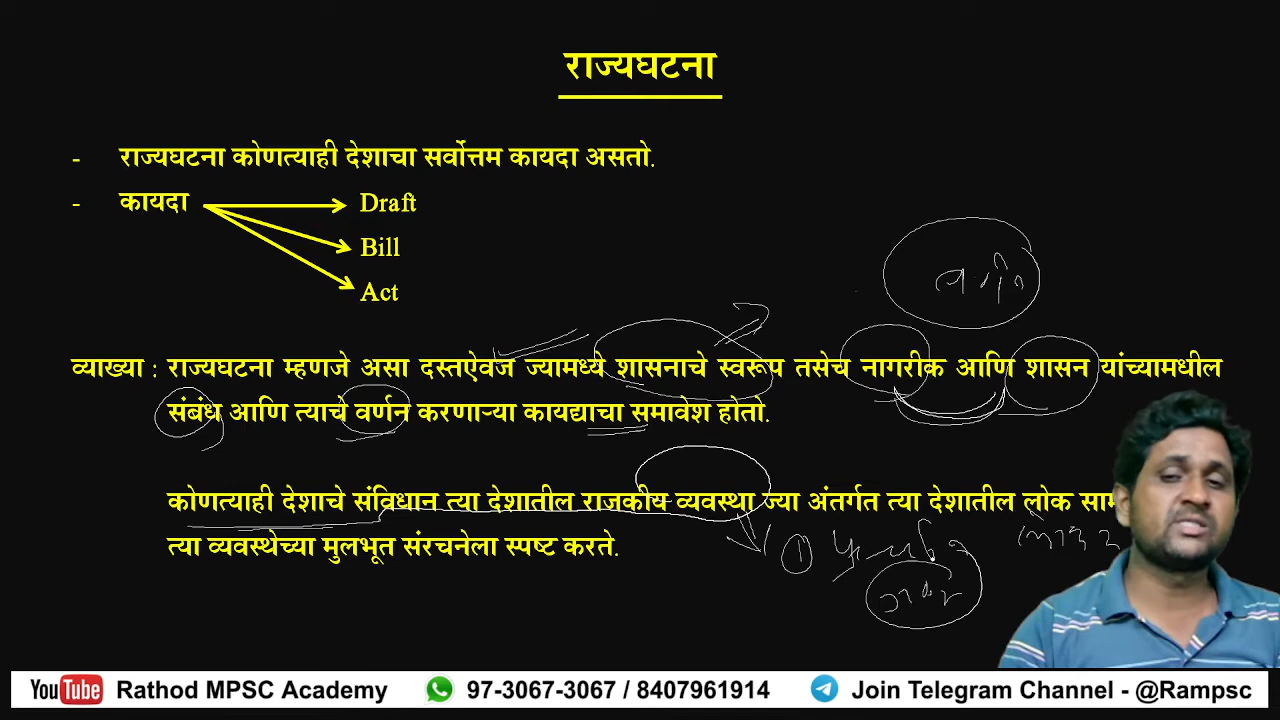 राज्यघटना
- राज्यघटना कोणत्याही देशाचा सर्वोत्तम कायदा असतो.
- कायदा Draft
Bill
Act
व्याख्या : राज्यघटना म्हणजे असा दस्तऐवज ज्यामध्ये शासनाचे स्वरूप तसेच नागरीक आणि शासन यांच्यामधील
संबंध आणि त्याचे वर्णन करणाऱ्या कायद्याचा समावेश होतो.
कोणत्याही देशाचे संविधान त्या देशातील राजकीय व्यवस्था ज्या अंतर्गत त्या देशातील लोक
त्या व्यवस्थेच्या मुलभूत संरचनेला स्पष्ट करते.
YouTube Rathod MPSC Academy 97-3067-3067 / 8407961914 Join Telegram Channel - @Rampsc